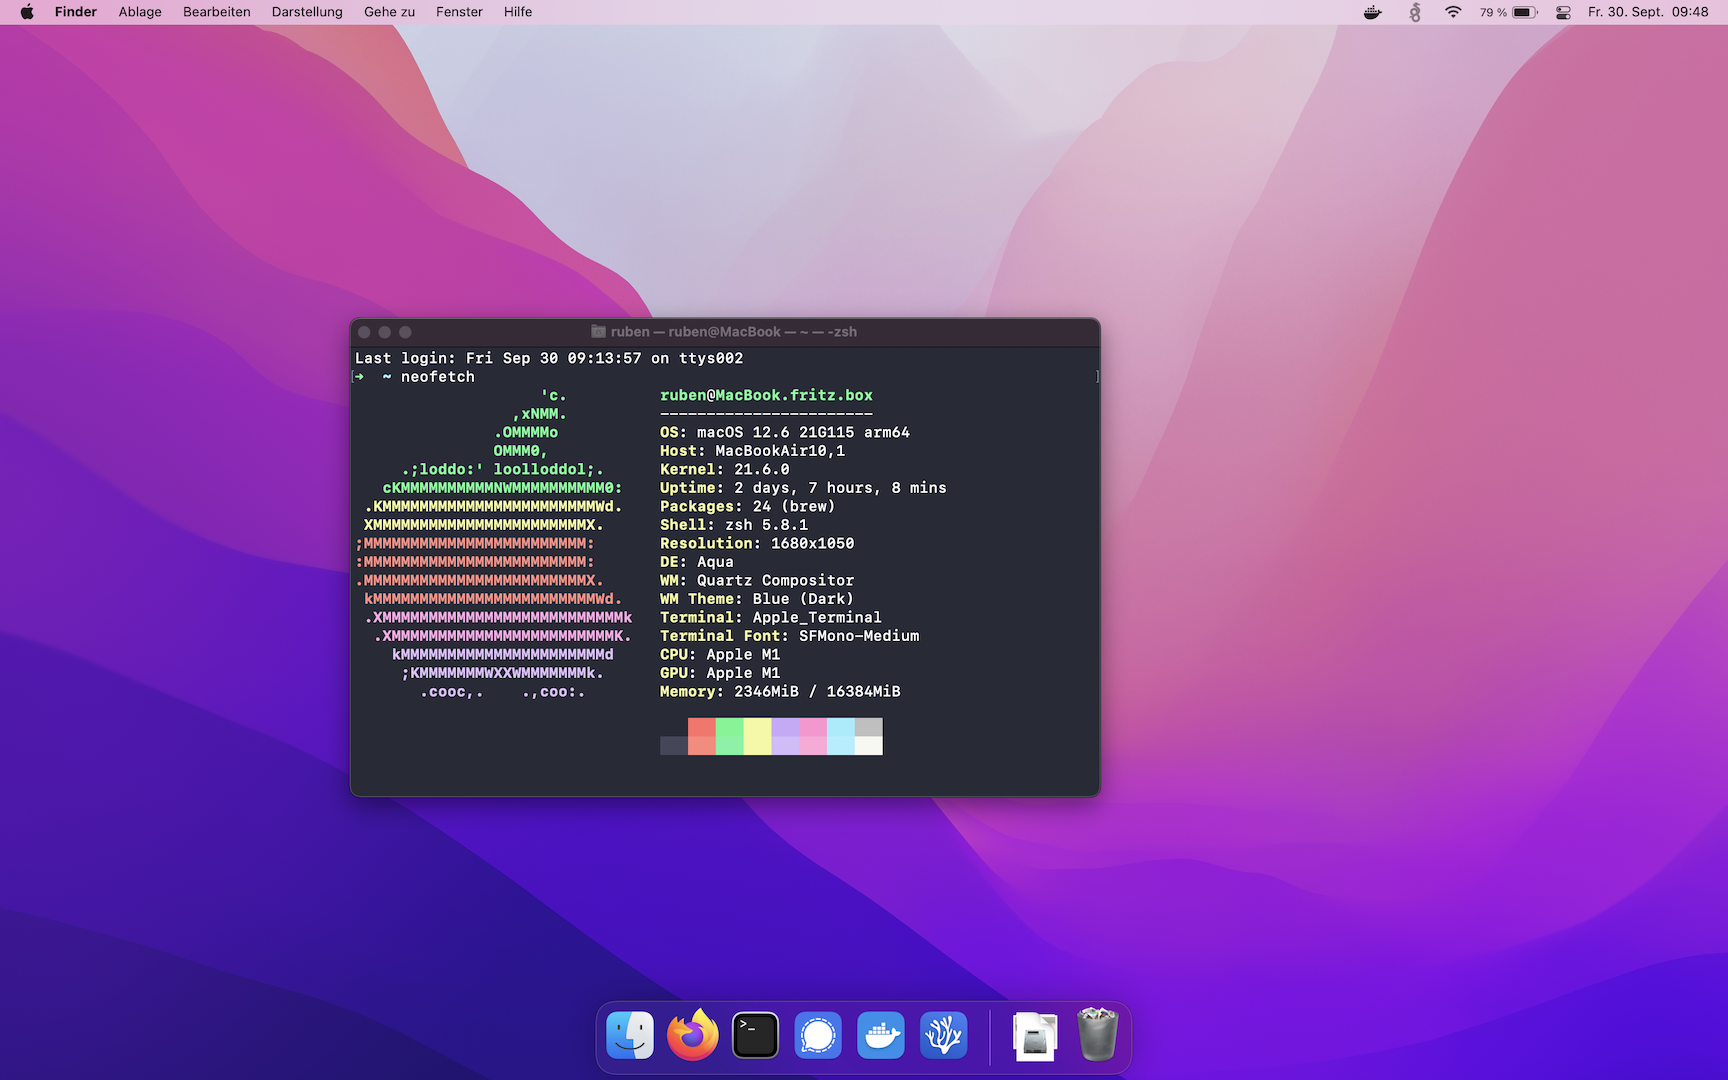 Finder Ablage Bearbeiten Darstellung Gehe zu Fenster Hilfe 79 % Fr. 30. Sept. 09:48
ruben — ruben@MacBook — ~ — -zsh
Last login: Fri Sep 30 09:13:57 on ttys002
[➜ ~ neofetch ]
'c. ruben@MacBook.fritz.box
,xNMM. -----------------------
.OMMMMo OS: macOS 12.6 21G115 arm64
OMMM0, Host: MacBookAir10,1
.;loddo:' loolloddol;. Kernel: 21.6.0
cKMMMMMMMMMMNWMMMMMMMMMM0: Uptime: 2 days, 7 hours, 8 mins
.KMMMMMMMMMMMMMMMMMMMMMMMWd. Packages: 24 (brew)
XMMMMMMMMMMMMMMMMMMMMMMMX. Shell: zsh 5.8.1
;MMMMMMMMMMMMMMMMMMMMMMMM: Resolution: 1680x1050
:MMMMMMMMMMMMMMMMMMMMMMMM: DE: Aqua
.MMMMMMMMMMMMMMMMMMMMMMMMX. WM: Quartz Compositor
kMMMMMMMMMMMMMMMMMMMMMMMMWd. WM Theme: Blue (Dark)
.XMMMMMMMMMMMMMMMMMMMMMMMMMMk Terminal: Apple_Terminal
.XMMMMMMMMMMMMMMMMMMMMMMMMK. Terminal Font: SFMono-Medium
kMMMMMMMMMMMMMMMMMMMMMMd CPU: Apple M1
;KMMMMMMMWXXWMMMMMMMk. GPU: Apple M1
.cooc,. .,coo:. Memory: 2346MiB / 16384MiB
>_